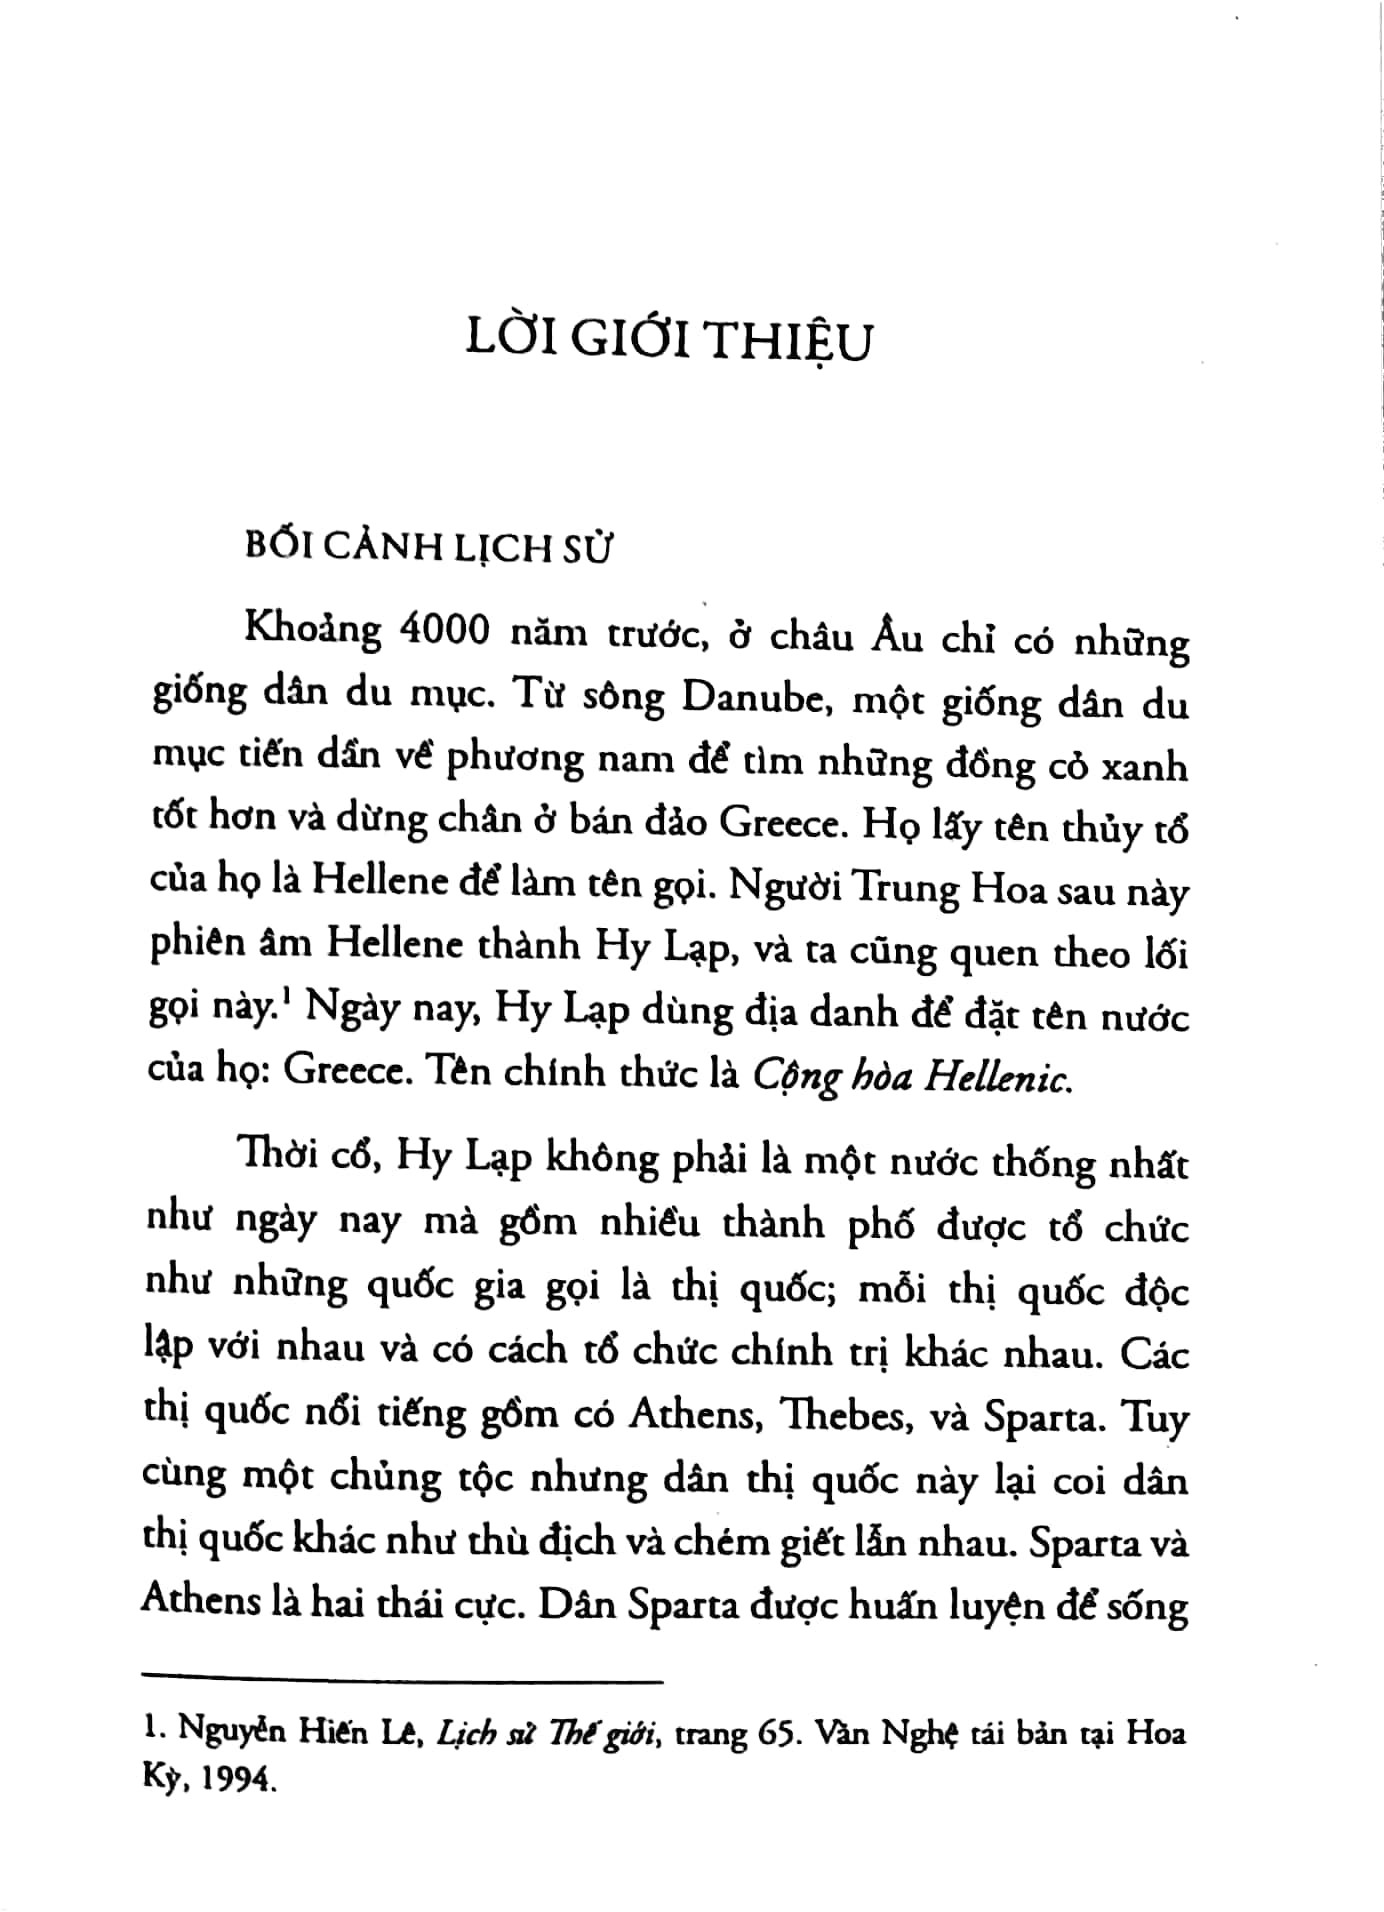 LỜI GIỚI THIỆU
BỐI CẢNH LỊCH SỬ
Khoảng 4000 năm trước, ở châu Âu chỉ có những
giống dân du mục. Từ sông Danube, một giống dân du
mục tiến dần về phương nam để tìm những đồng cỏ xanh
tốt hơn và dừng chân ở bán đảo Greece. Họ lấy tên thủy tổ
của họ là Hellene để làm tên gọi. Người Trung Hoa sau này
phiên âm Hellene thành Hy Lạp, và ta cũng quen theo lối
gọi này.¹ Ngày nay, Hy Lạp dùng địa danh để đặt tên nước
của họ: Greece. Tên chính thức là Cộng hòa Hellenic.
Thời cổ, Hy Lạp không phải là một nước thống nhất
như ngày nay mà gồm nhiều thành phố được tổ chức
như những quốc gia gọi là thị quốc; mỗi thị quốc độc
lập với nhau và có cách tổ chức chính trị khác nhau. Các
thị quốc nổi tiếng gồm có Athens, Thebes, và Sparta. Tuy
cùng một chủng tộc nhưng dân thị quốc này lại coi dân
thị quốc khác như thù địch và chém giết lẫn nhau. Sparta và
Athens là hai thái cực. Dân Sparta được huấn luyện để sống
1. Nguyễn Hiến Lê, Lịch sử Thế giới, trang 65. Văn Nghệ tái bản tại Hoa
Kỳ, 1994.